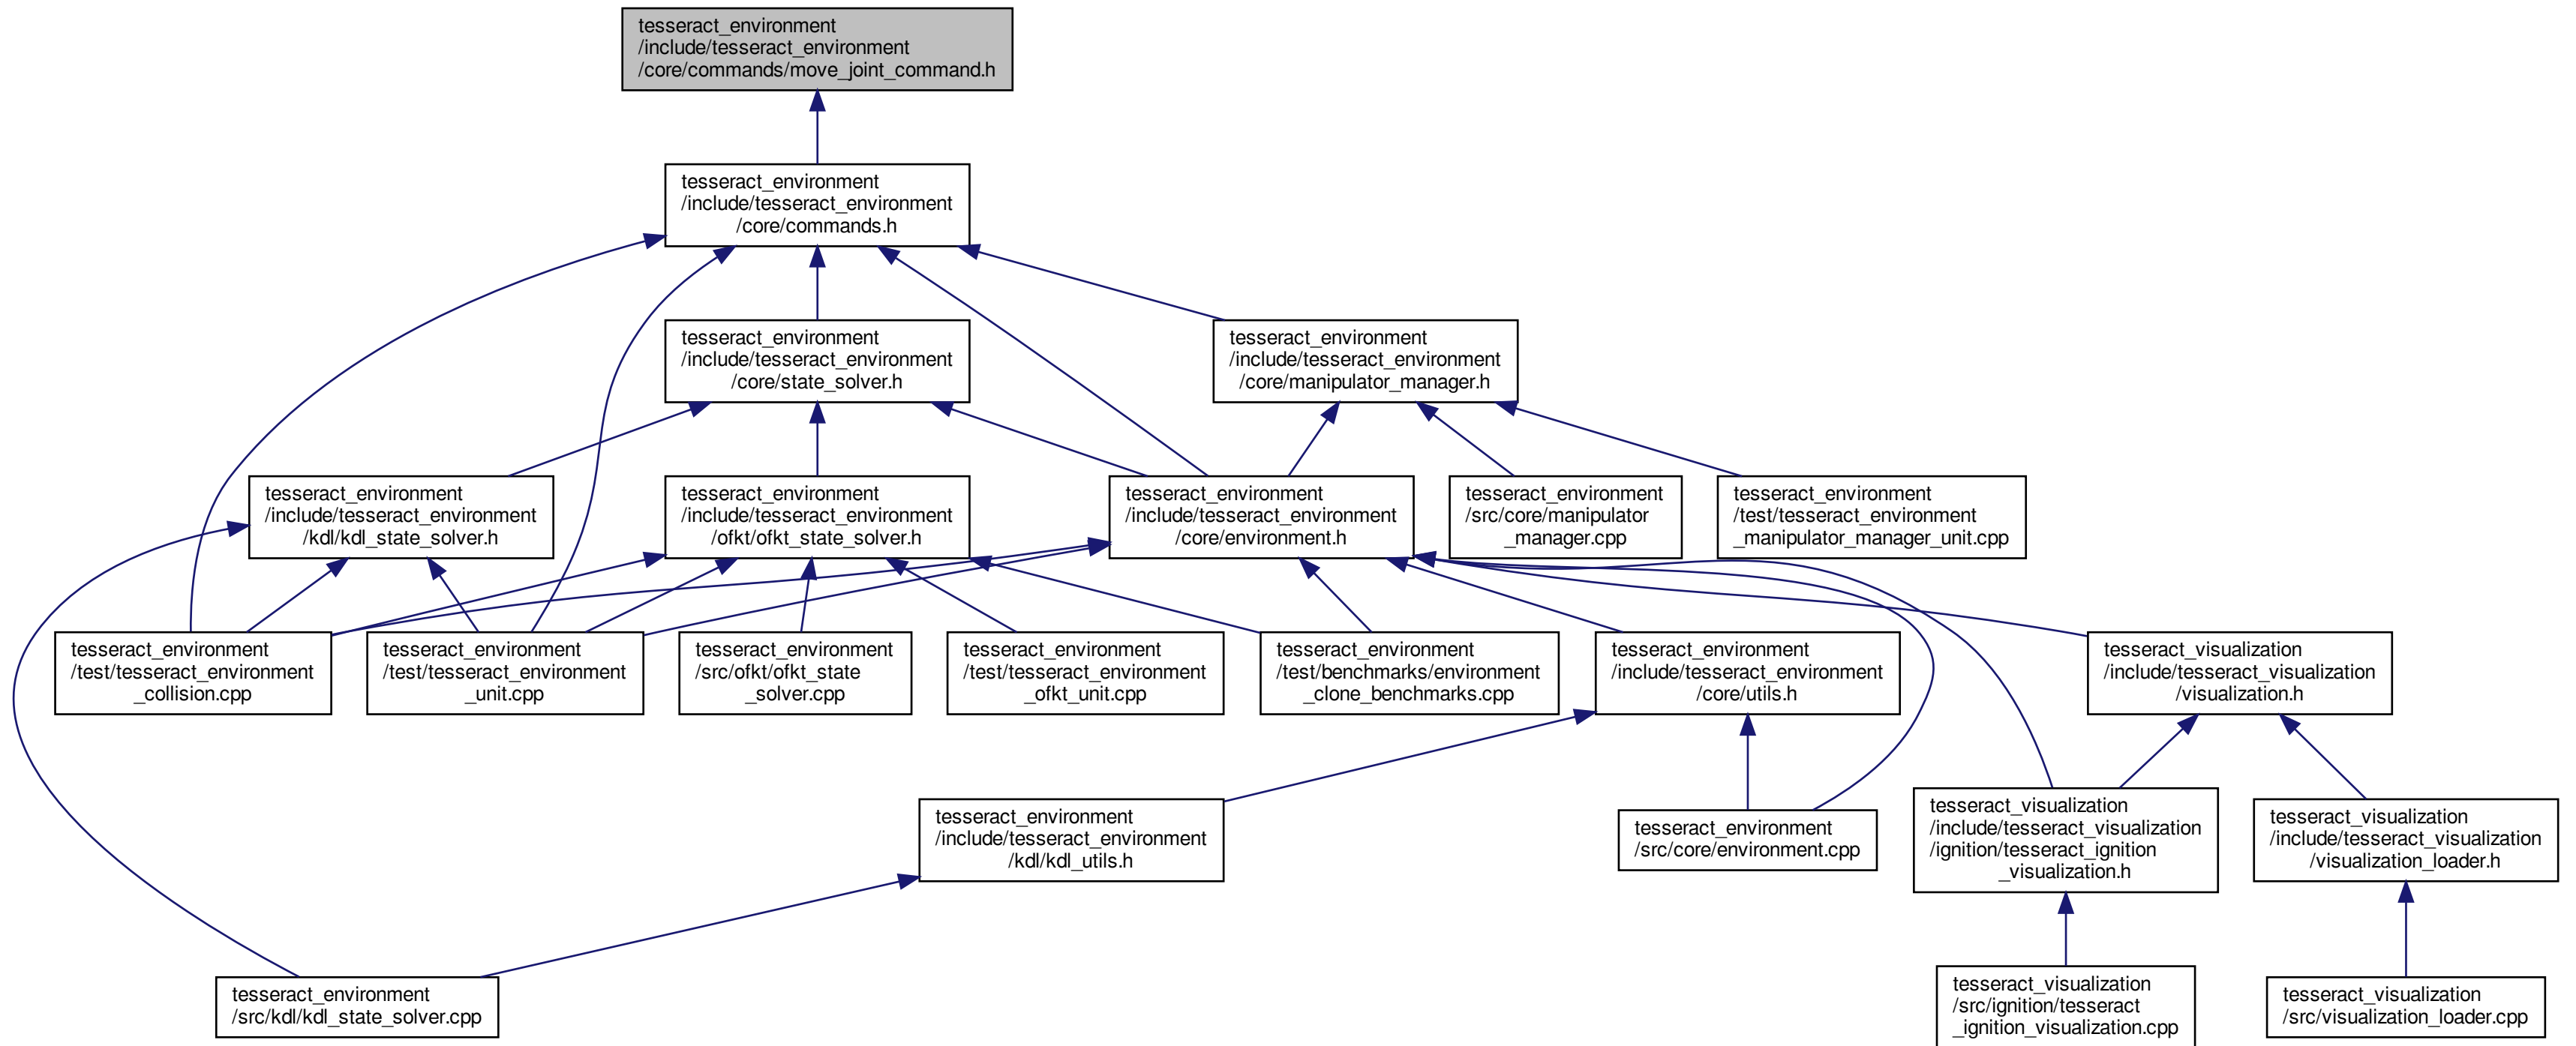 tesseract_environment
/include/tesseract_environment
/core/commands/move_joint_command.h
tesseract_environment
/include/tesseract_environment
/core/commands.h
tesseract_environment
/include/tesseract_environment
/core/state_solver.h
tesseract_environment
/include/tesseract_environment
/core/manipulator_manager.h
tesseract_environment
/include/tesseract_environment
/kdl/kdl_state_solver.h
tesseract_environment
/include/tesseract_environment
/ofkt/ofkt_state_solver.h
tesseract_environment
/include/tesseract_environment
/core/environment.h
tesseract_environment
/src/core/manipulator
_manager.cpp
tesseract_environment
/test/tesseract_environment
_manipulator_manager_unit.cpp
tesseract_environment
/test/tesseract_environment
_collision.cpp
tesseract_environment
/test/tesseract_environment
_unit.cpp
tesseract_environment
/src/ofkt/ofkt_state
_solver.cpp
tesseract_environment
/test/tesseract_environment
_ofkt_unit.cpp
tesseract_environment
/test/benchmarks/environment
_clone_benchmarks.cpp
tesseract_environment
/include/tesseract_environment
/core/utils.h
tesseract_visualization
/include/tesseract_visualization
/visualization.h
tesseract_environment
/include/tesseract_environment
/kdl/kdl_utils.h
tesseract_environment
/src/core/environment.cpp
tesseract_visualization
/include/tesseract_visualization
/ignition/tesseract_ignition
_visualization.h
tesseract_visualization
/include/tesseract_visualization
/visualization_loader.h
tesseract_environment
/src/kdl/kdl_state_solver.cpp
tesseract_visualization
/src/ignition/tesseract
_ignition_visualization.cpp
tesseract_visualization
/src/visualization_loader.cpp